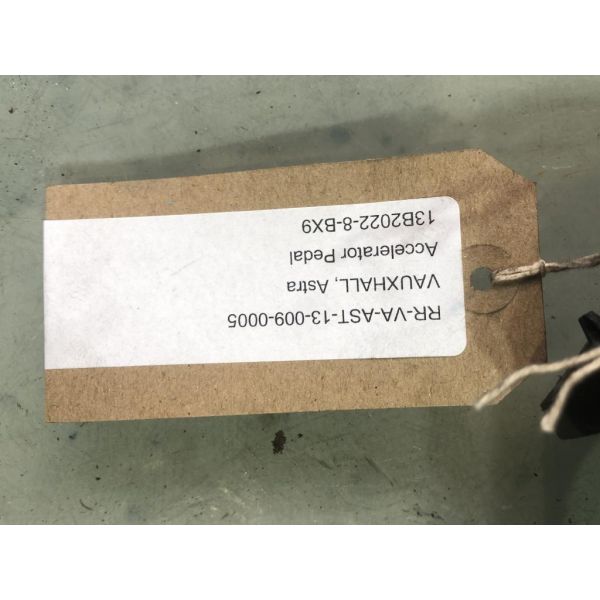 RR-VA-AST-13-009-0005
VAUXHALL, Astra
Accelerator Pedal
13B2022-8-BX9